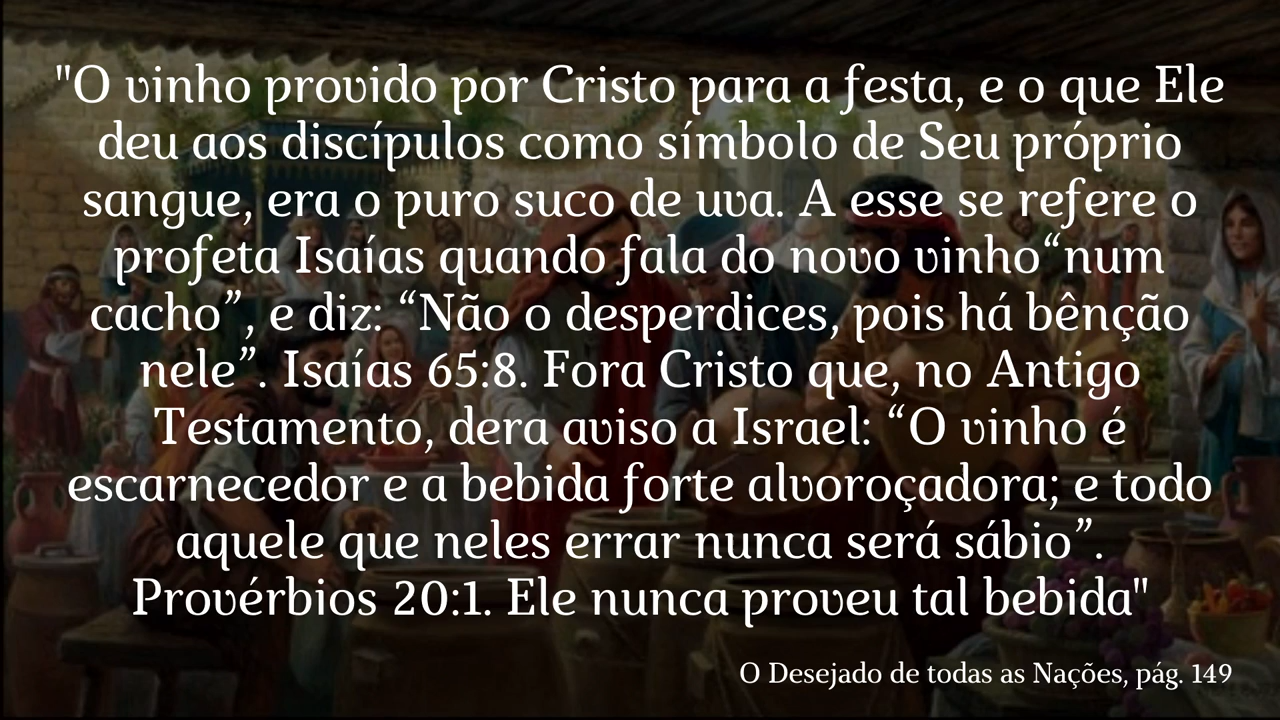 "O vinho provido por Cristo para a festa, e o que Ele
deu aos discípulos como símbolo de Seu próprio
sangue, era o puro suco de uva. A esse se refere o
profeta Isaías quando fala do novo vinho“num
cacho”, e diz: “Não o desperdices, pois há bênção
nele”. Isaías 65:8. Fora Cristo que, no Antigo
Testamento, dera aviso a Israel: “O vinho é
escarnecedor e a bebida forte alvoroçadora; e todo
aquele que neles errar nunca será sábio”.
Provérbios 20:1. Ele nunca proveu tal bebida"
O Desejado de todas as Nações, pág. 149